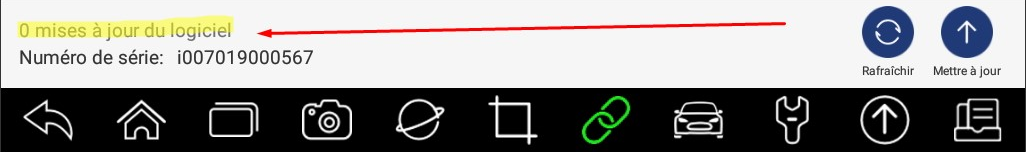 0 mises à jour du logiciel
Numéro de série: i007019000567
Rafraîchir
Mettre à jour